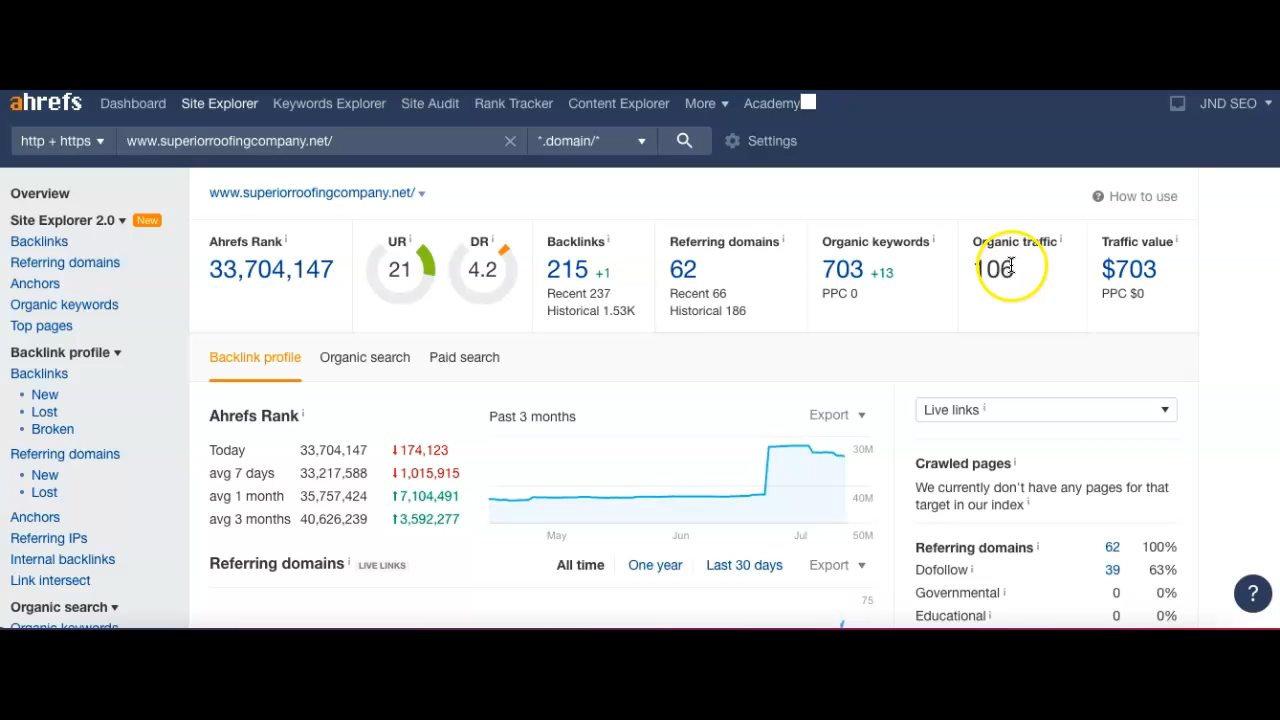 ahrefs Dashboard Site Explorer Keywords Explorer Site Audit Rank Tracker Content Explorer More Academy JND SEO
http + https www.superiorroofingcompany.net/ *.domain/* Settings
Overview
Site Explorer 2.0 New
Backlinks
Referring domains
Anchors
Organic keywords
Top pages
Backlink profile
Backlinks
New
Lost
Broken
Referring domains
New
Lost
Anchors
Referring IPs
Internal backlinks
Link intersect
Organic search
Organic keywords
www.superiorroofingcompany.net/ How to use
Ahrefs Rank
33,704,147
UR
21
DR
4.2
Backlinks
215 +1
Recent 237
Historical 1.53K
Referring domains
62
Recent 66
Historical 186
Organic keywords
703 +13
PPC 0
Organic traffic
106
Traffic value
$703
PPC $0
Backlink profile Organic search Paid search
Ahrefs Rank Past 3 months Export
Today 33,704,147 ↓174,123
avg 7 days 33,217,588 ↓1,015,915
avg 1 month 35,757,424 ↑7,104,491
avg 3 months 40,626,239 ↑3,592,277
30M
40M
50M
May Jun Jul
Referring domains LIVE LINKS All time One year Last 30 days Export
75
Live links
Crawled pages
We currently don't have any pages for that
target in our index
Referring domains 62 100%
Dofollow 39 63%
Governmental 0 0%
Educational 0 0%
?